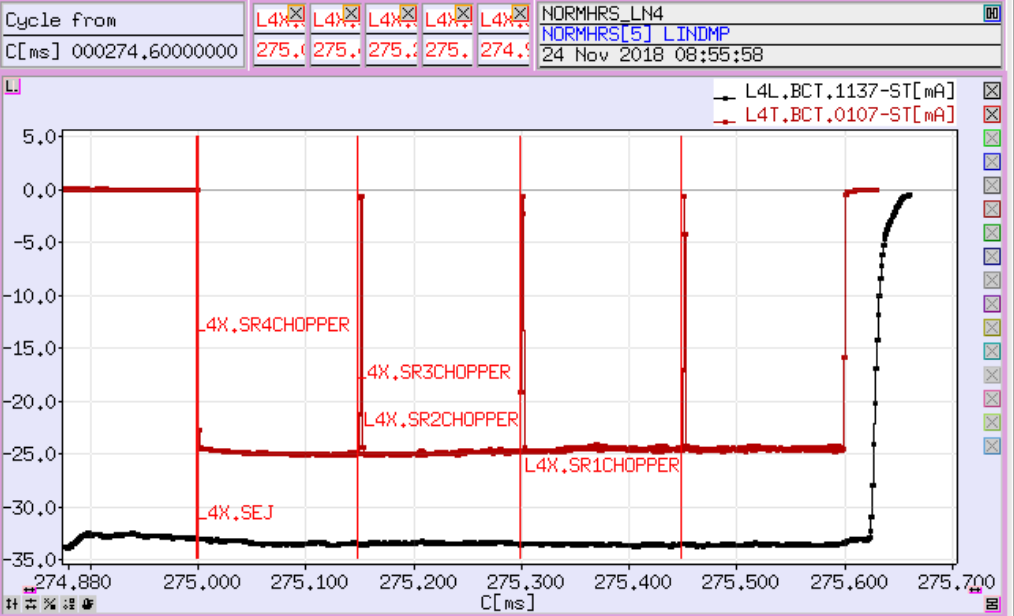 Cycle from
C[ms] 000274.60000000
L4X.S L4X. L4X. L4X. L4X.
275.0 275. 275.2 275. 274.9
NORMHRS_LN4
NORMHRS[5] LINDMP
24 Nov 2018 08:55:58
L.
L4L.BCT.1137-ST[mA]
L4T.BCT.0107-ST[mA]
5.0
0.0
-5.0
-10.0
-15.0
-20.0
-25.0
-30.0
-35.0
L4X.SR4CHOPPER
L4X.SR3CHOPPER
L4X.SR2CHOPPER
L4X.SR1CHOPPER
L4X.SEJ
274.880 275.000 275.100 275.200 275.300 275.400 275.500 275.600 275.700
C[ms]